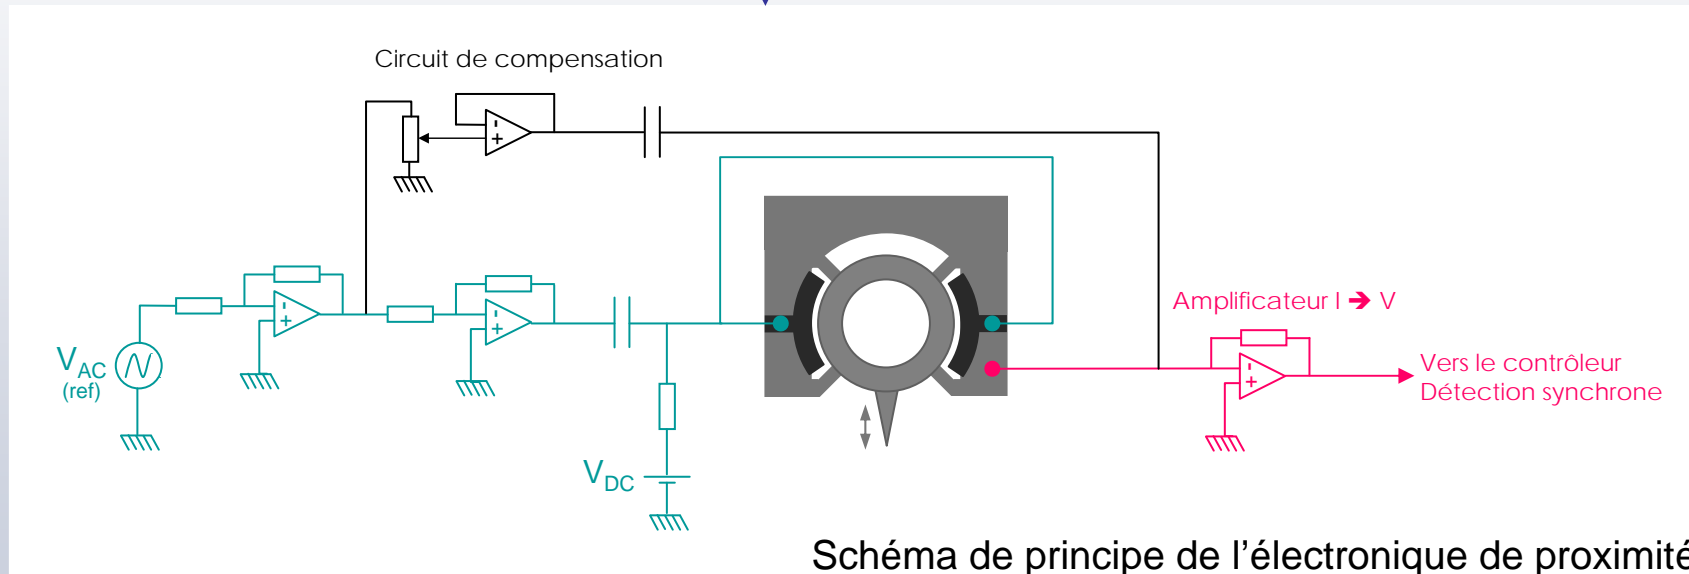 Circuit de compensation
Amplificateur I ➔ V
V_AC
(ref)
Vers le contrôleur
Détection synchrone
V_DC
Schéma de principe de l'électronique de proximité